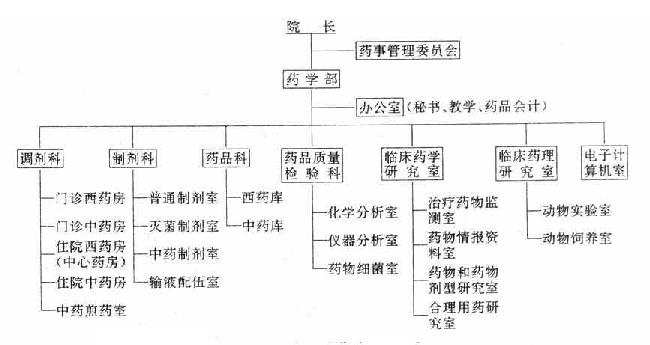 院 长
药事管理委员会
药学部
办公室(秘书、教学、药品会计)
调剂科
制剂科
药品科
药品质量
检验科
临床药学
研究室
临床药理
研究室
电子计
算机室
门诊西药房
门诊中药房
住院西药房
(中心药房)
住院中药房
中药煎药室
普通制剂室
灭菌制剂室
中药制剂室
输液配伍室
西药库
中药库
化学分析室
仪器分析室
药物细菌室
治疗药物监
测室
药物情报资
料室
药物和药物
剂型研究室
合理用药研
究室
动物实验室
动物饲养室